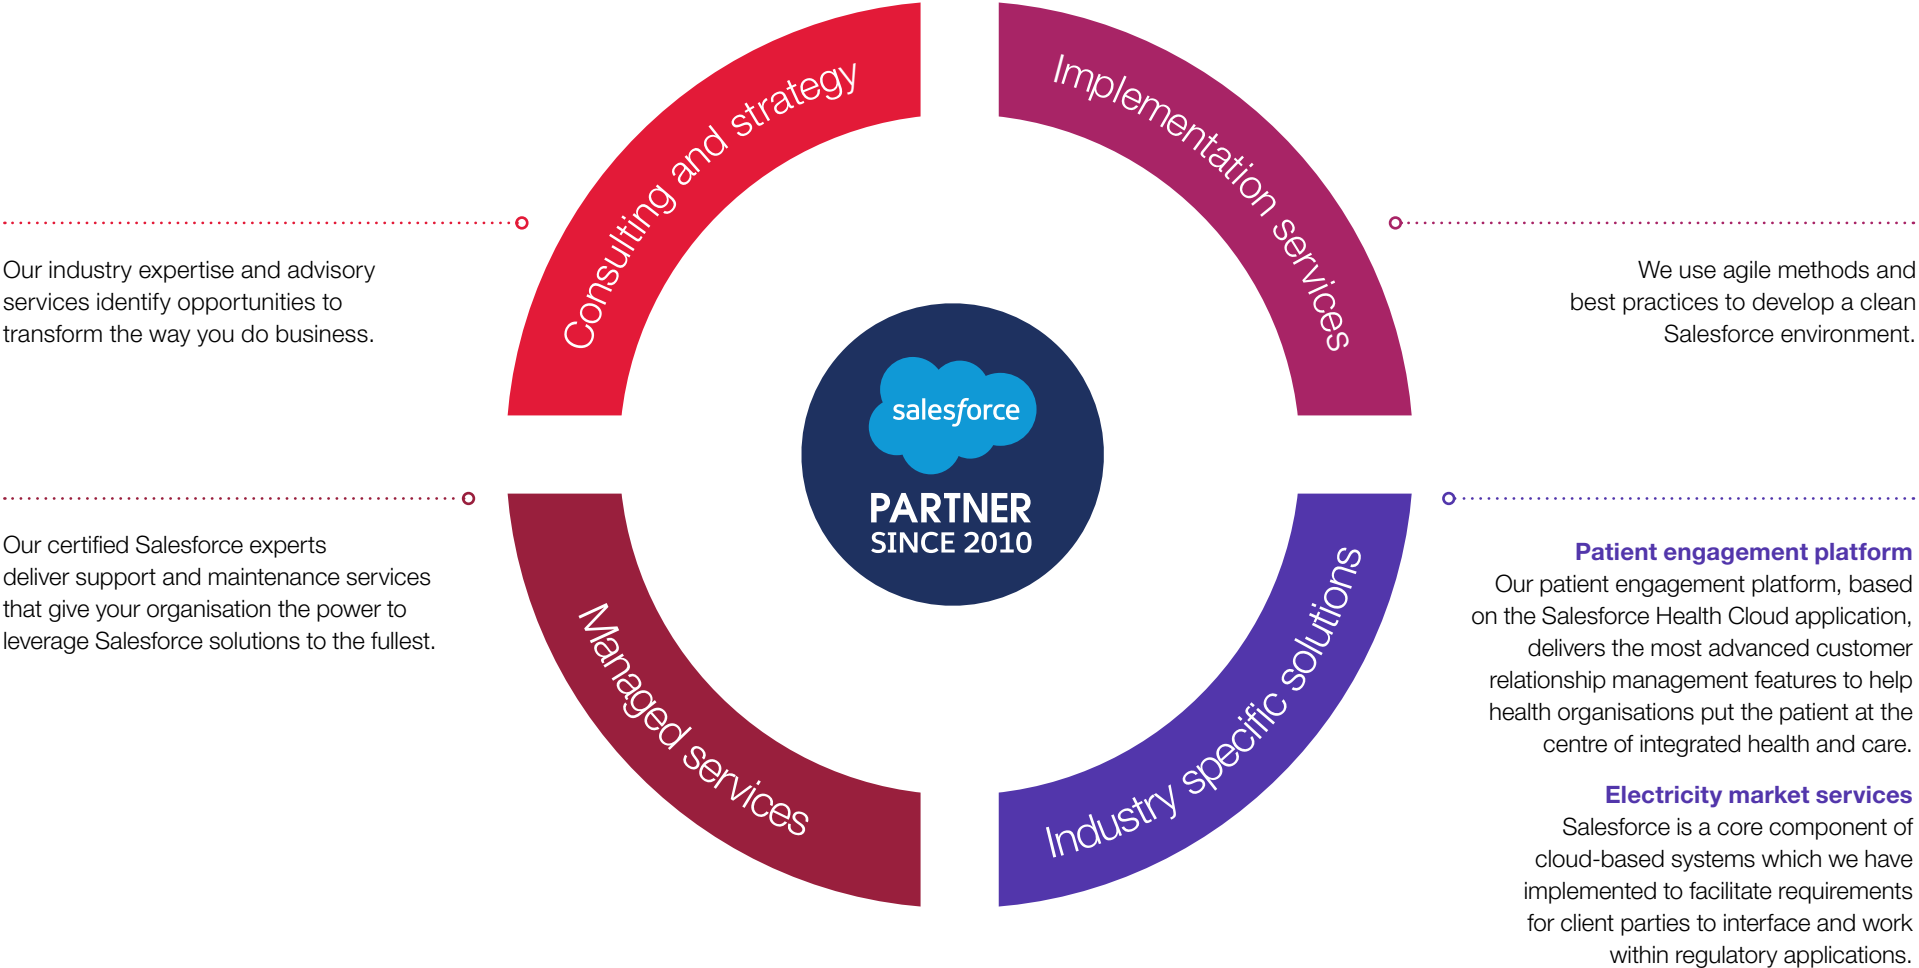 Consulting and strategy
Our industry expertise and advisory
services identify opportunities to
transform the way you do business.
Implementation services
We use agile methods and
best practices to develop a clean
Salesforce environment.
salesforce
PARTNER
SINCE 2010
Managed services
Our certified Salesforce experts
deliver support and maintenance services
that give your organisation the power to
leverage Salesforce solutions to the fullest.
Industry specific solutions
Patient engagement platform
Our patient engagement platform, based
on the Salesforce Health Cloud application,
delivers the most advanced customer
relationship management features to help
health organisations put the patient at the
centre of integrated health and care.
Electricity market services
Salesforce is a core component of
cloud-based systems which we have
implemented to facilitate requirements
for client parties to interface and work
within regulatory applications.